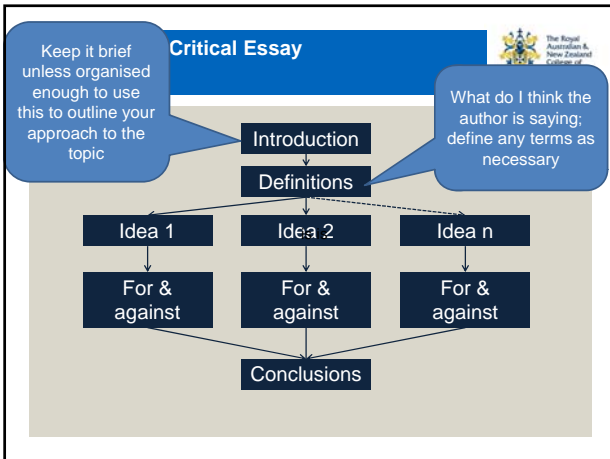 Keep it brief
unless organised
enough to use
this to outline your
approach to the
topic
Critical Essay
The Royal
Australian &
New Zealand
College of
What do I think the
author is saying;
define any terms as
necessary
Introduction
Definitions
Idea 1
Idea 2
Idea n
For &
against
For &
against
For &
against
Conclusions